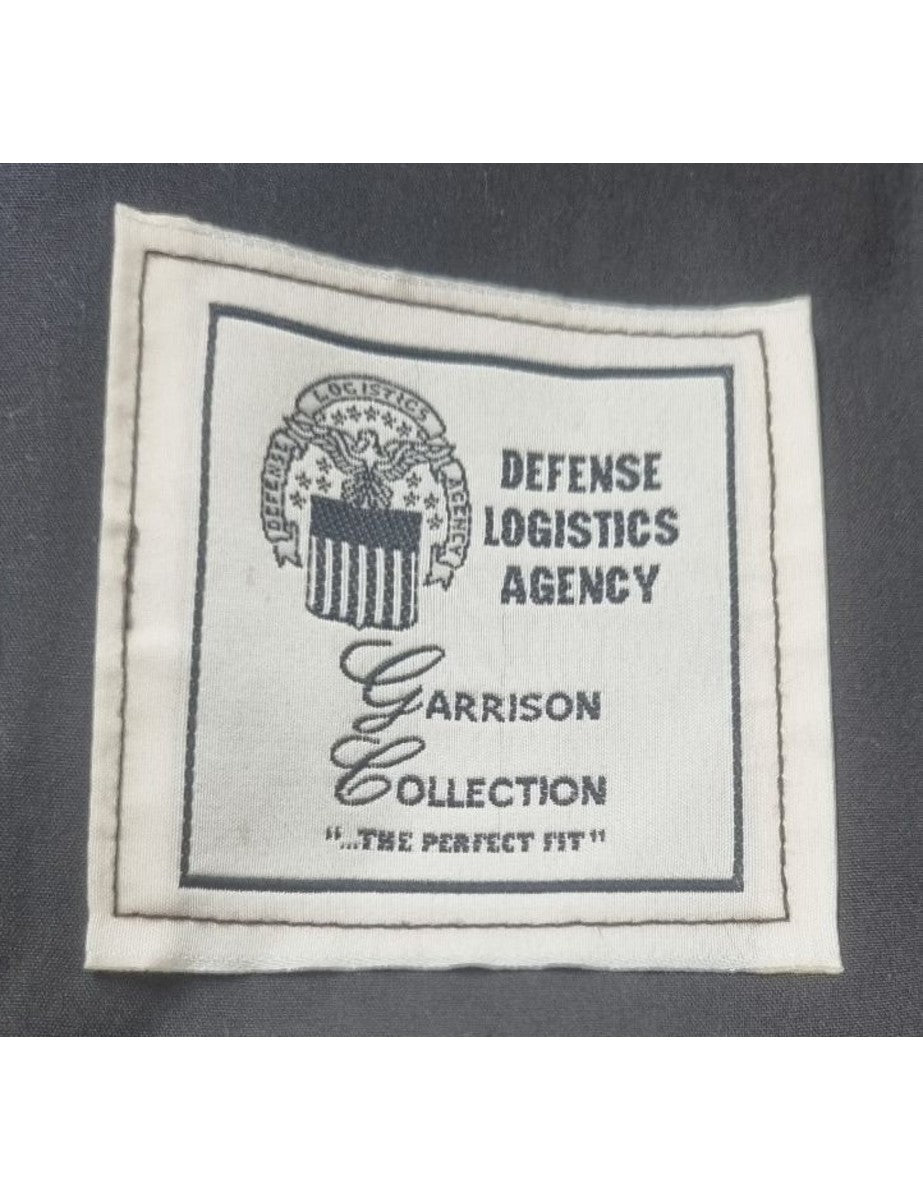 DEFENSE LOGISTICS AGENCY
DEFENSE
LOGISTICS
AGENCY
GARRISON
COLLECTION
"...THE PERFECT FIT"